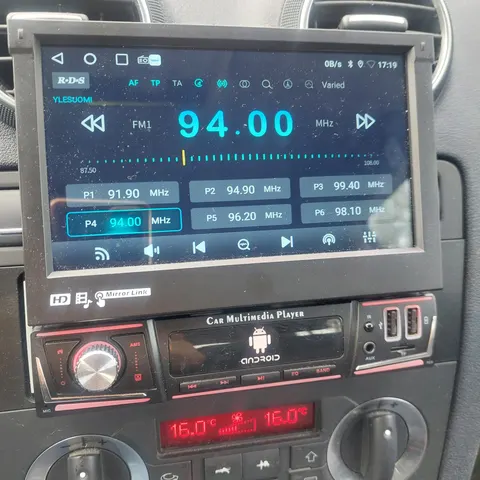 0B/s 17:19
R·D·S AF TP TA Varied
YLESUOMI
FM1 94.00 MHz
87.50 108.00
P1 91.90 MHz P2 94.90 MHz P3 99.40 MHz
P4 94.00 MHz P5 96.20 MHz P6 98.10 MHz
HD Mirror Link
CAR MULTIMEDIA PLAYER
ANDROID
AUX
BAND
16.0°C 16.0°C